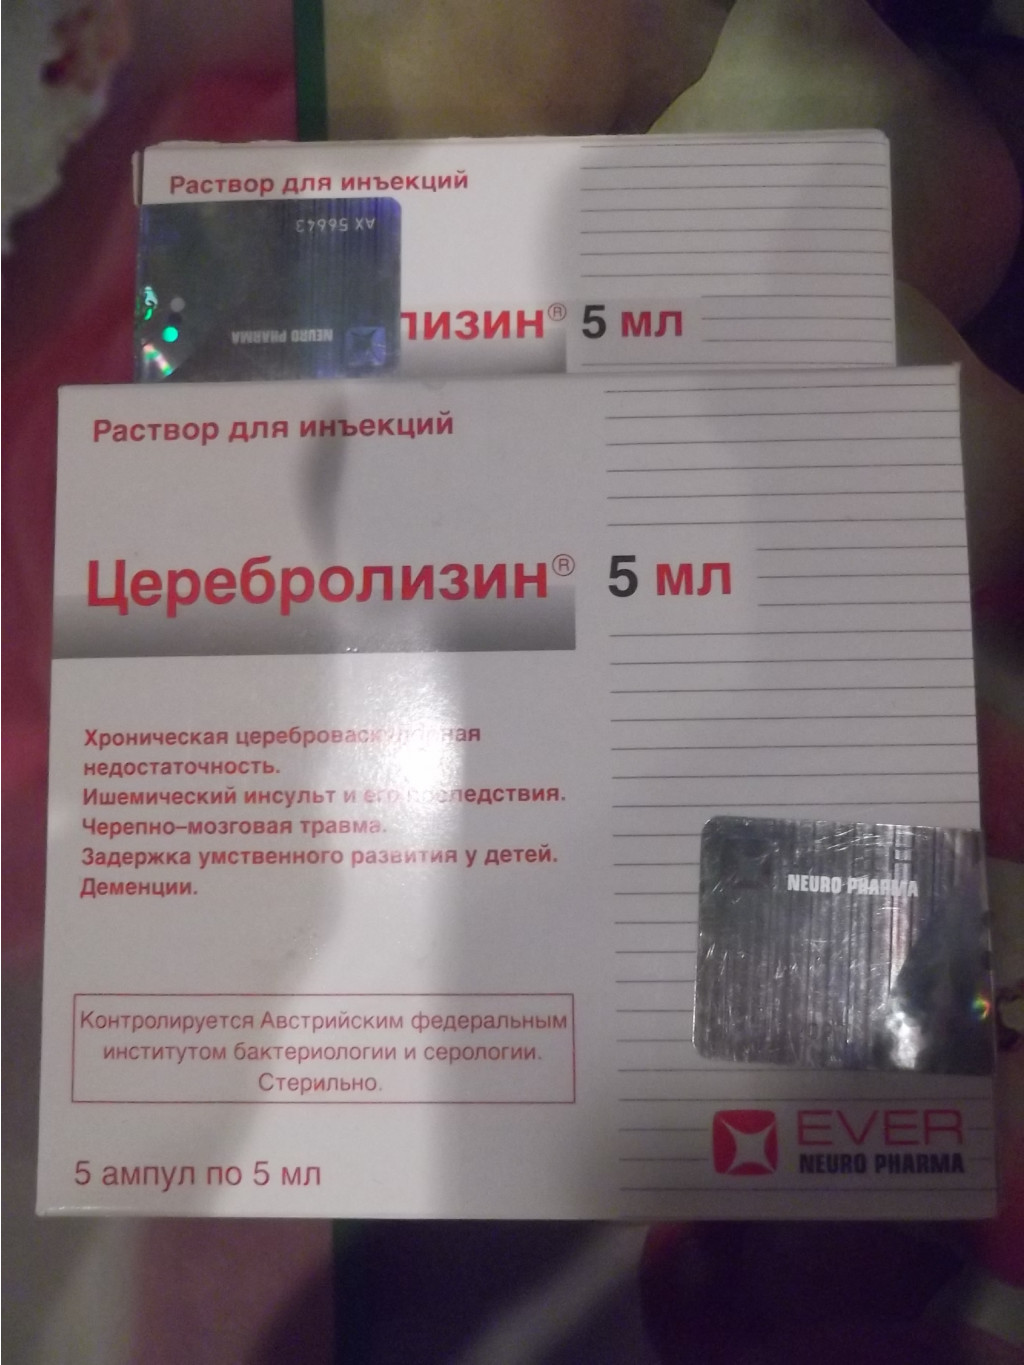 Раствор для инъекций
AX 56643
NEURO PHARMA
лизин® 5 мл
Раствор для инъекций
Церебролизин® 5 мл
Хроническая цереброваскулярная
недостаточность.
Ишемический инсульт и его последствия.
Черепно–мозговая травма.
Задержка умственного развития у детей.
Деменции.
NEURO PHARMA
Контролируется Австрийским федеральным
институтом бактериологии и серологии.
Стерильно.
EVER
NEURO PHARMA
5 ампул по 5 мл